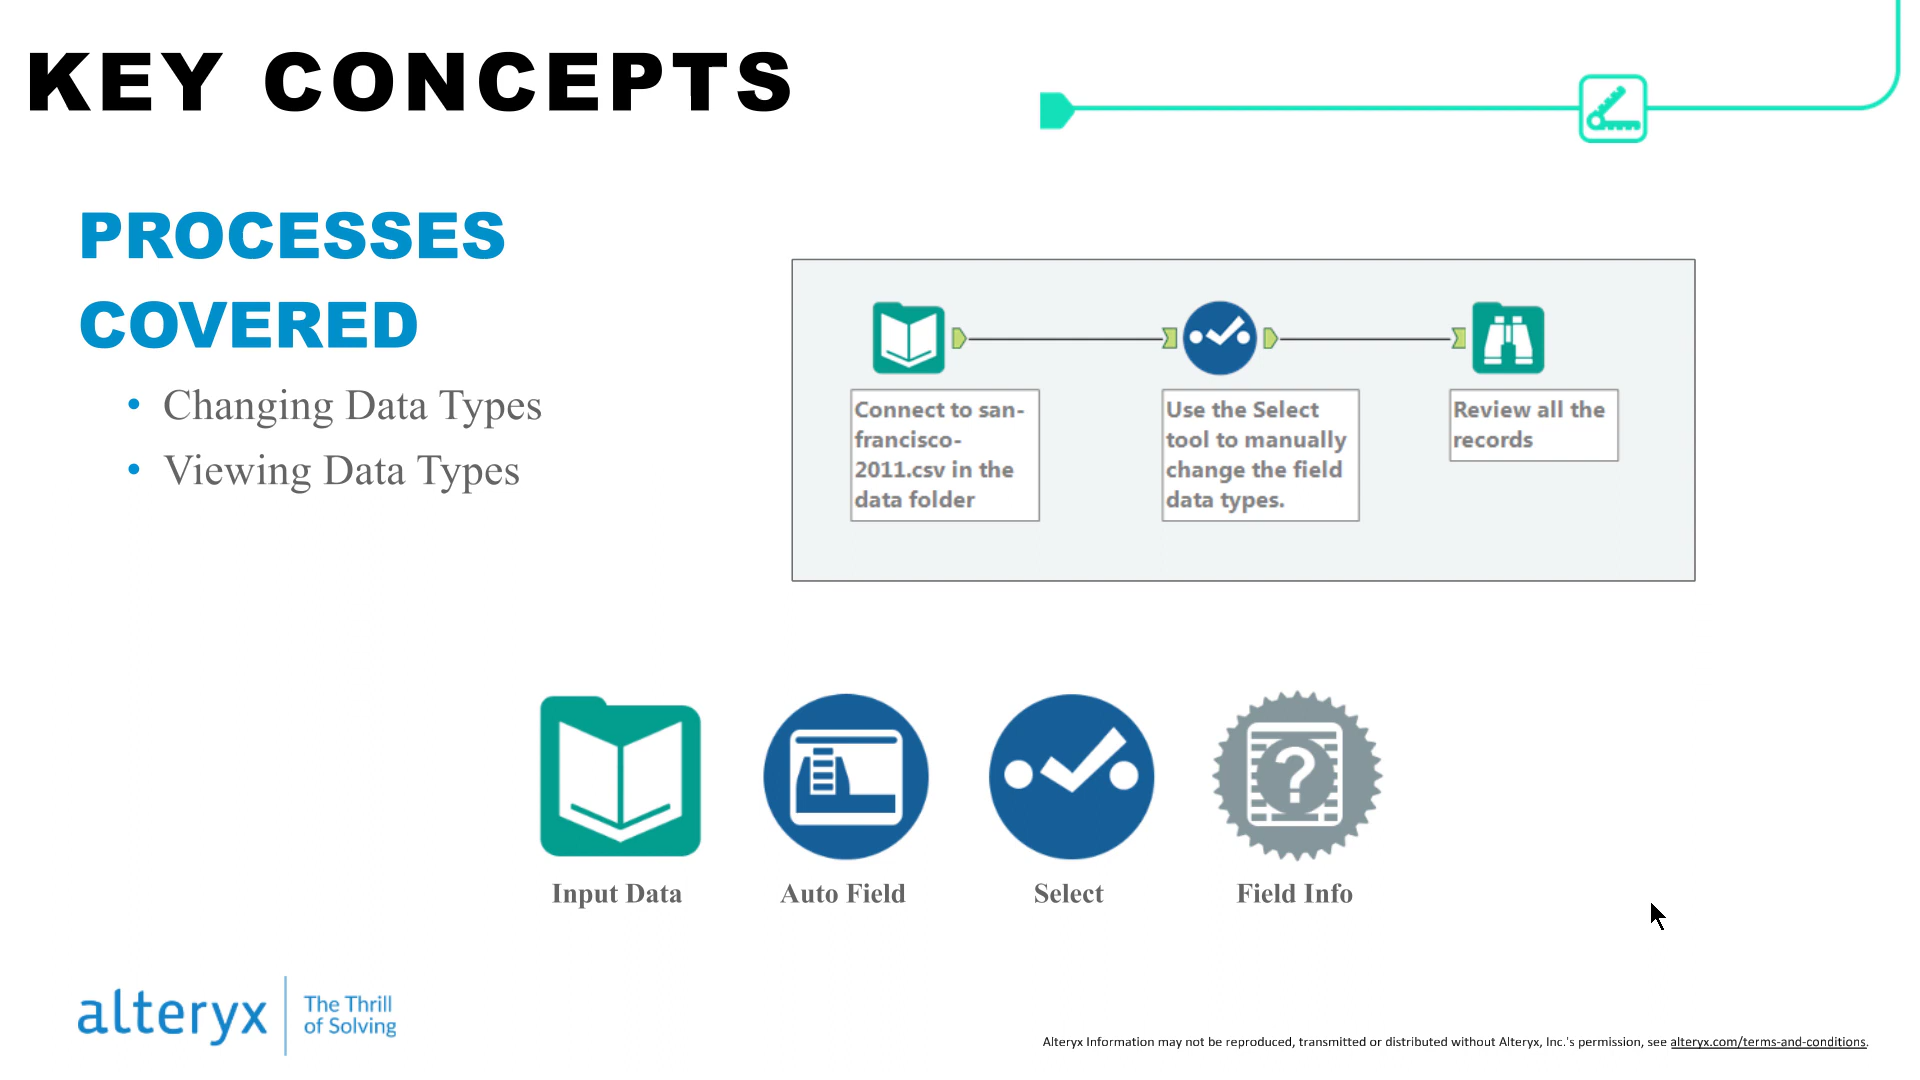 KEY CONCEPTS
PROCESSES
COVERED
• Changing Data Types
• Viewing Data Types
Connect to san-
francisco-
2011.csv in the
data folder
Use the Select
tool to manually
change the field
data types.
Review all the
records
Input Data
Auto Field
Select
Field Info
?
alteryx
The Thrill
of Solving
Alteryx Information may not be reproduced, transmitted or distributed without Alteryx, Inc.'s permission, see alteryx.com/terms-and-conditions.